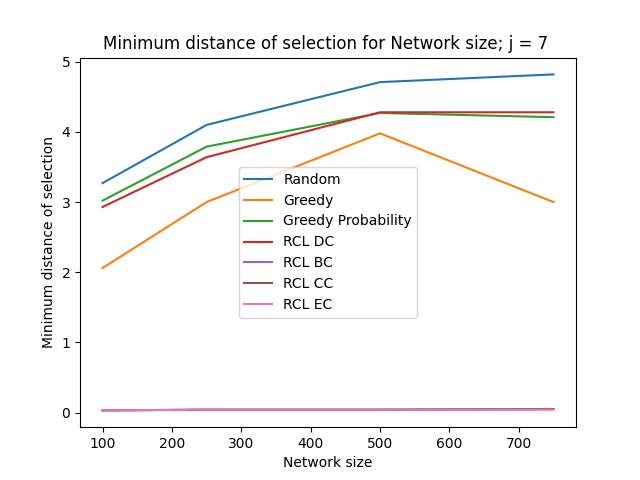 Minimum distance of selection for Network size; j = 7
Minimum distance of selection
5
4
3
2
1
0
Random
Greedy
Greedy Probability
RCL DC
RCL BC
RCL CC
RCL EC
100 200 300 400 500 600 700
Network size